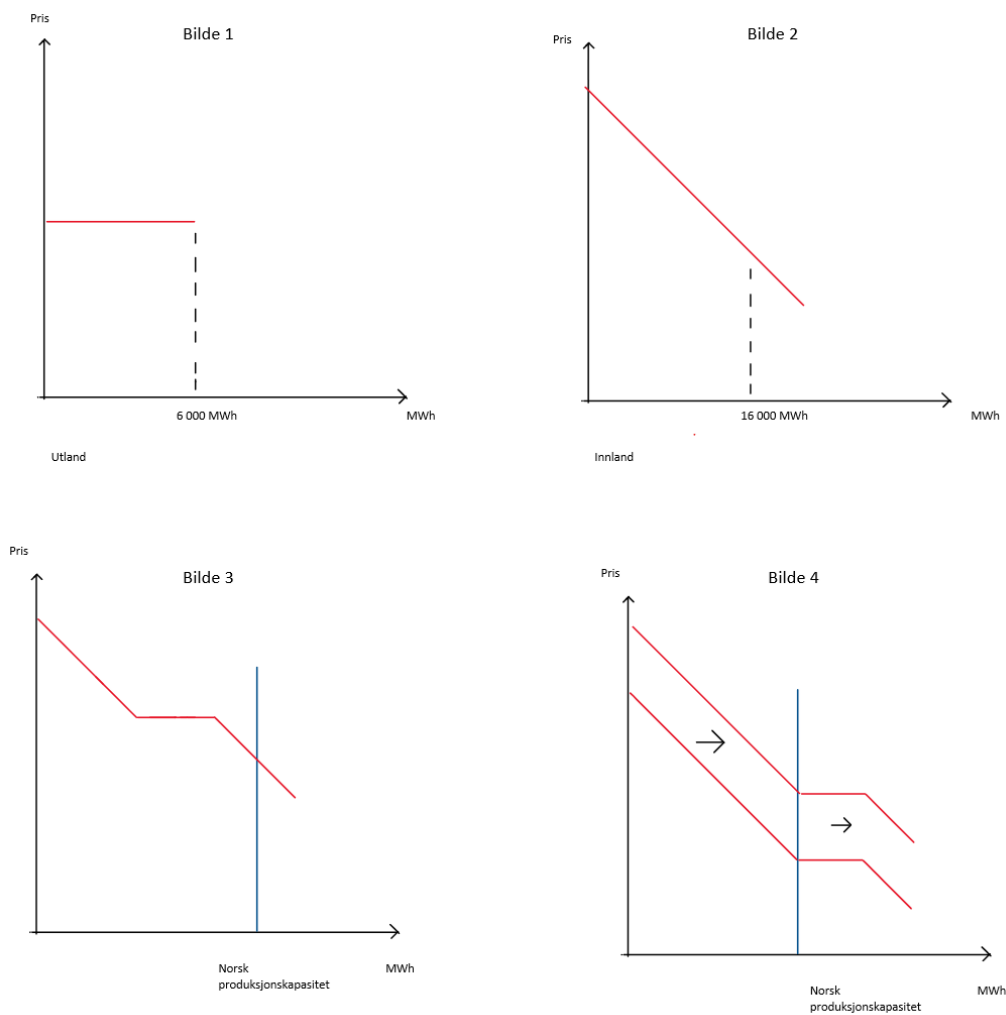 Pris
Bilde 1
6 000 MWh
MWh
Utland
Pris
Bilde 2
16 000 MWh
MWh
Innland
Pris
Bilde 3
Norsk
produksjonskapasitet
MWh
Pris
Bilde 4
Norsk
produksjonskapasitet
MWh